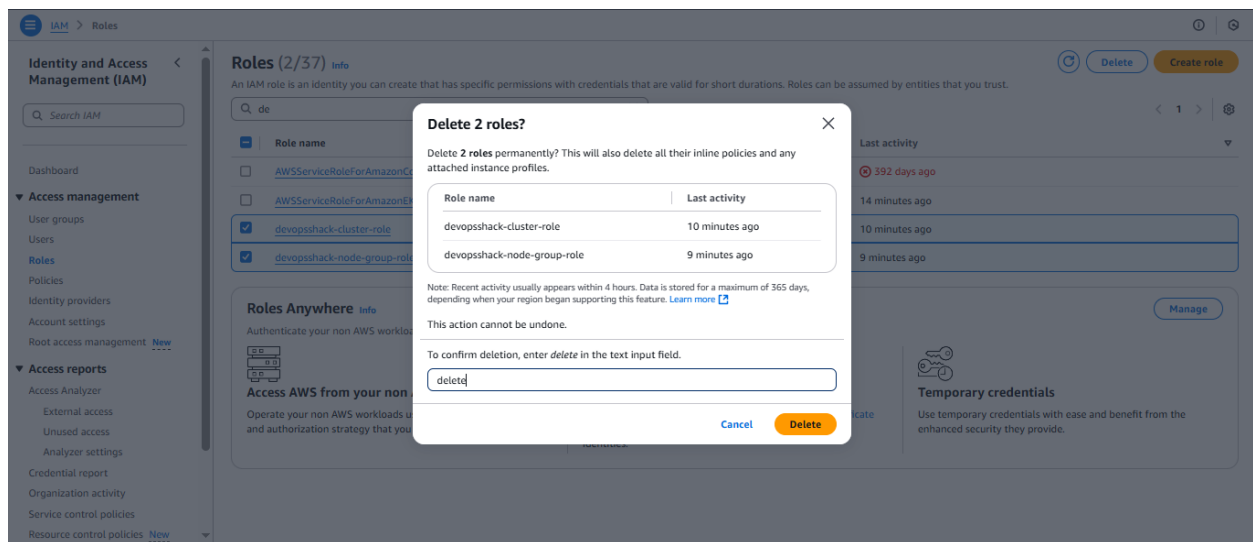 IAM > Roles
Identity and Access
Management (IAM)
Search IAM
Dashboard
Access management
User groups
Users
Roles
Policies
Identity providers
Account settings
Root access management New
Access reports
Access Analyzer
External access
Unused access
Analyzer settings
Credential report
Organization activity
Service control policies
Resource control policies New
Roles (2/37) Info
Delete
Create role
An IAM role is an identity you can create that has specific permissions with credentials that are valid for short durations. Roles can be assumed by entities that you trust.
de
1
Role name
Last activity
392 days ago
14 minutes ago
devopsshack-cluster-role
10 minutes ago
9 minutes ago
Roles Anywhere Info
Manage
Authenticate your non AWS
Access AWS from your non
Operate your non AWS workloads
and authorization strategy that you
Temporary credentials
Use temporary credentials with ease and benefit from the
enhanced security they provide.
Delete 2 roles?
Delete 2 roles permanently? This will also delete all their inline policies and any
attached instance profiles.
Role name Last activity
devopsshack-cluster-role 10 minutes ago
devopsshack-node-group-role 9 minutes ago
Note: Recent activity usually appears within 4 hours. Data is stored for a maximum of 365 days,
depending when your region began supporting this feature. Learn more
This action cannot be undone.
To confirm deletion, enter delete in the text input field.
delete
Cancel
Delete